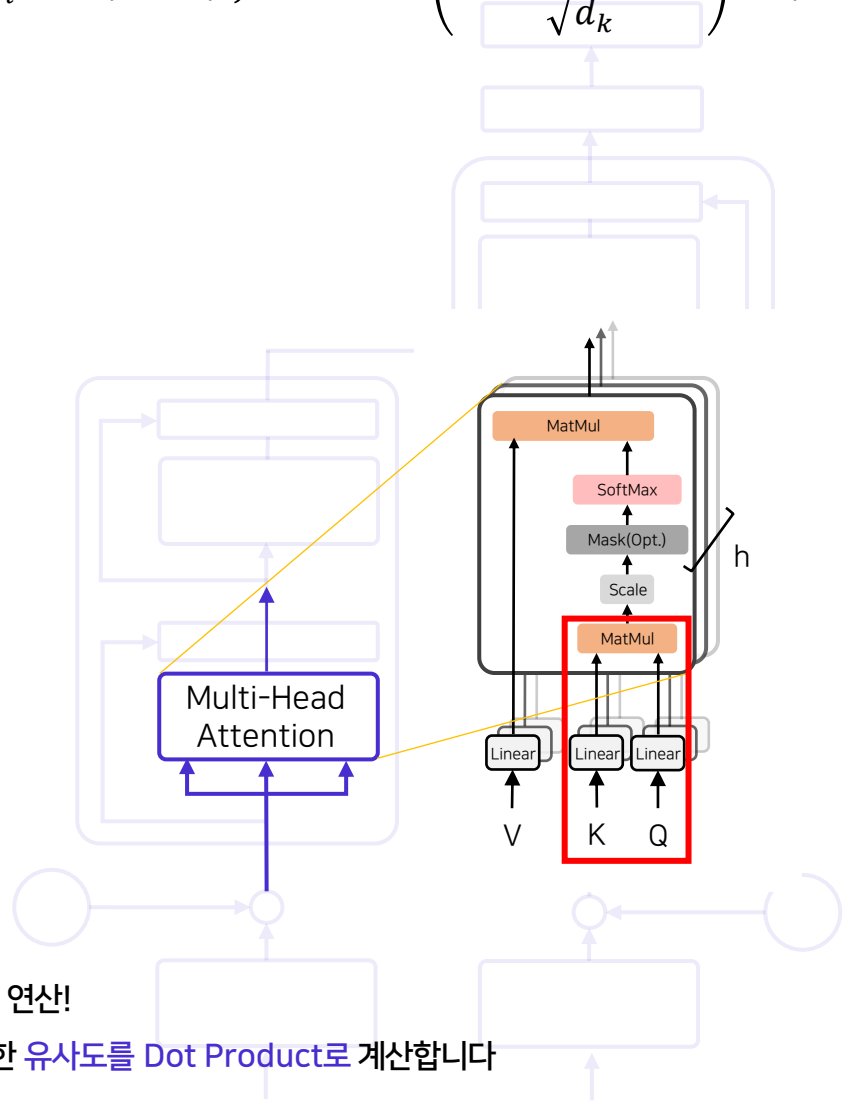 √d_k
MatMul
SoftMax
Mask(Opt.)
h
Scale
MatMul
Multi-Head
Attention
Linear Linear Linear
V K Q
연산!
한 유사도를 Dot Product로 계산합니다